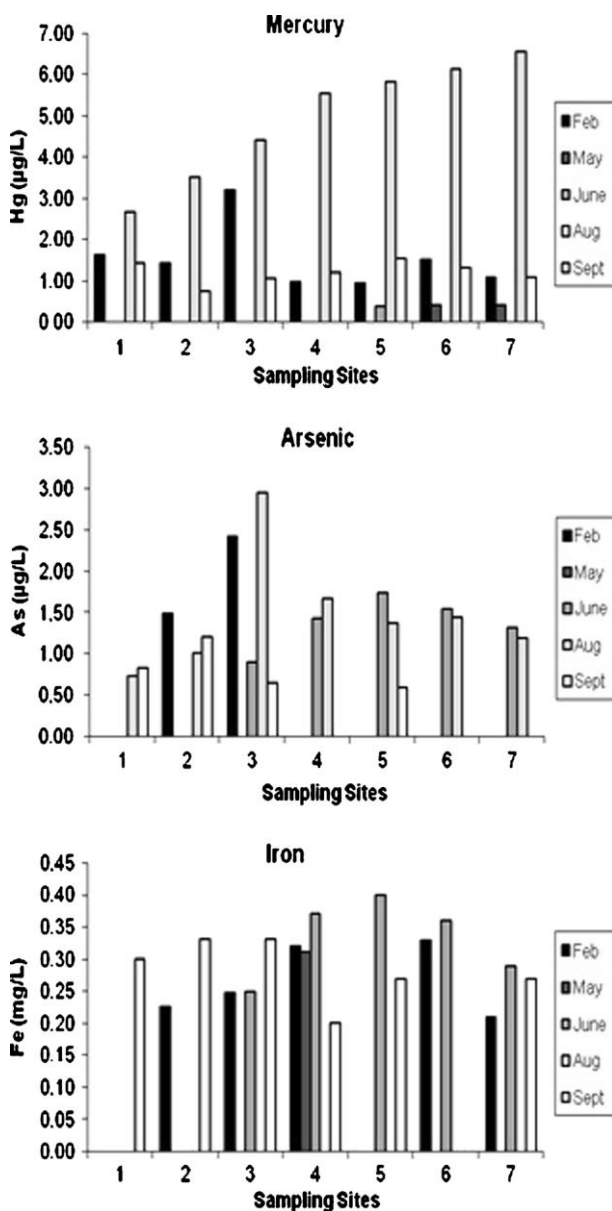 Mercury
7.00
6.00
5.00
4.00
3.00
2.00
1.00
0.00
Hg (µg/L)
1 2 3 4 5 6 7
Sampling Sites
Feb
May
June
Aug
Sept
Arsenic
3.50
3.00
2.50
2.00
1.50
1.00
0.50
0.00
As (µg/L)
1 2 3 4 5 6 7
Sampling Sites
Feb
May
June
Aug
Sept
Iron
0.45
0.40
0.35
0.30
0.25
0.20
0.15
0.10
0.05
0.00
Fe (mg/L)
1 2 3 4 5 6 7
Sampling Sites
Feb
May
June
Aug
Sept